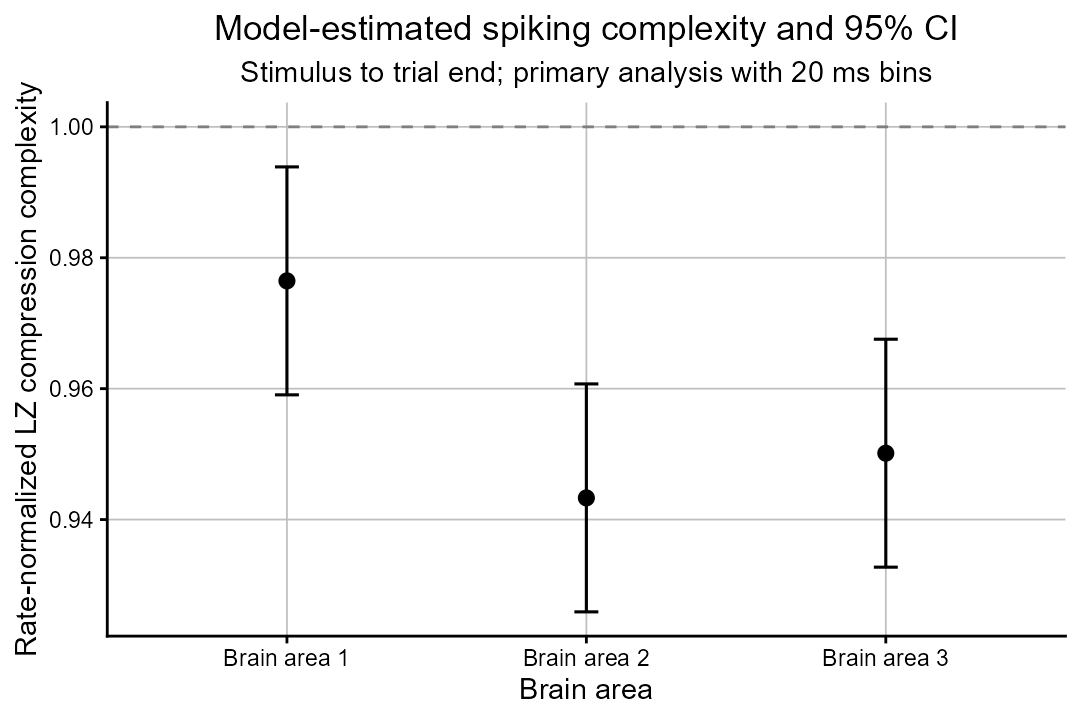 Model-estimated spiking complexity and 95% CI
Stimulus to trial end; primary analysis with 20 ms bins
Rate-normalized LZ compression complexity
1.00
0.98
0.96
0.94
Brain area 1
Brain area 2
Brain area 3
Brain area